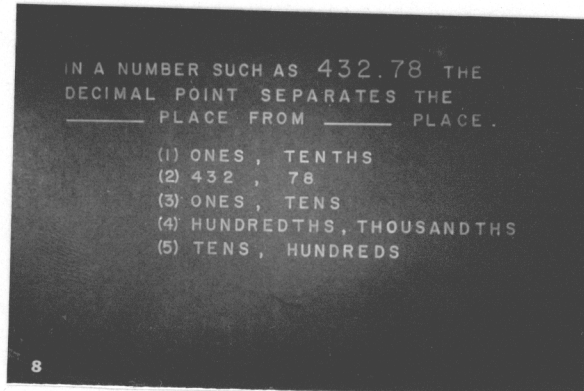 IN A NUMBER SUCH AS 432.78 THE
DECIMAL POINT SEPARATES THE
______ PLACE FROM ______ PLACE.
(1) ONES, TENTHS
(2) 432, 78
(3) ONES, TENS
(4) HUNDREDTHS, THOUSANDTHS
(5) TENS, HUNDREDS
8